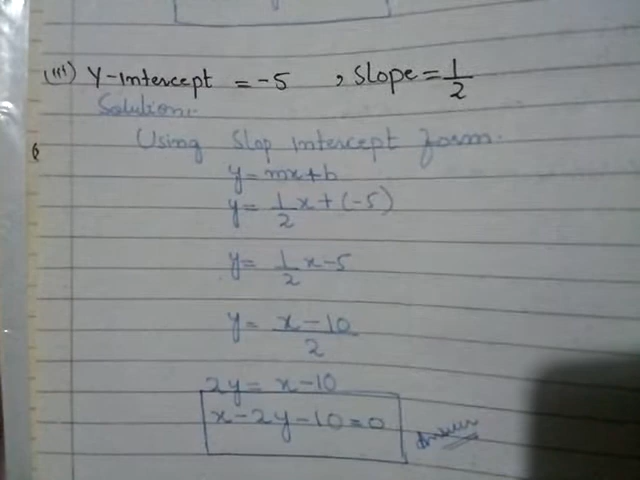 (iii) Y-intercept = -5 , Slope = 1/2
Solution:
Using Slop intercept form.
y = mx + b
y = 1/2 x + (-5)
y = 1/2 x - 5
y = x - 10 / 2
2y = x - 10
x - 2y - 10 = 0 Answer